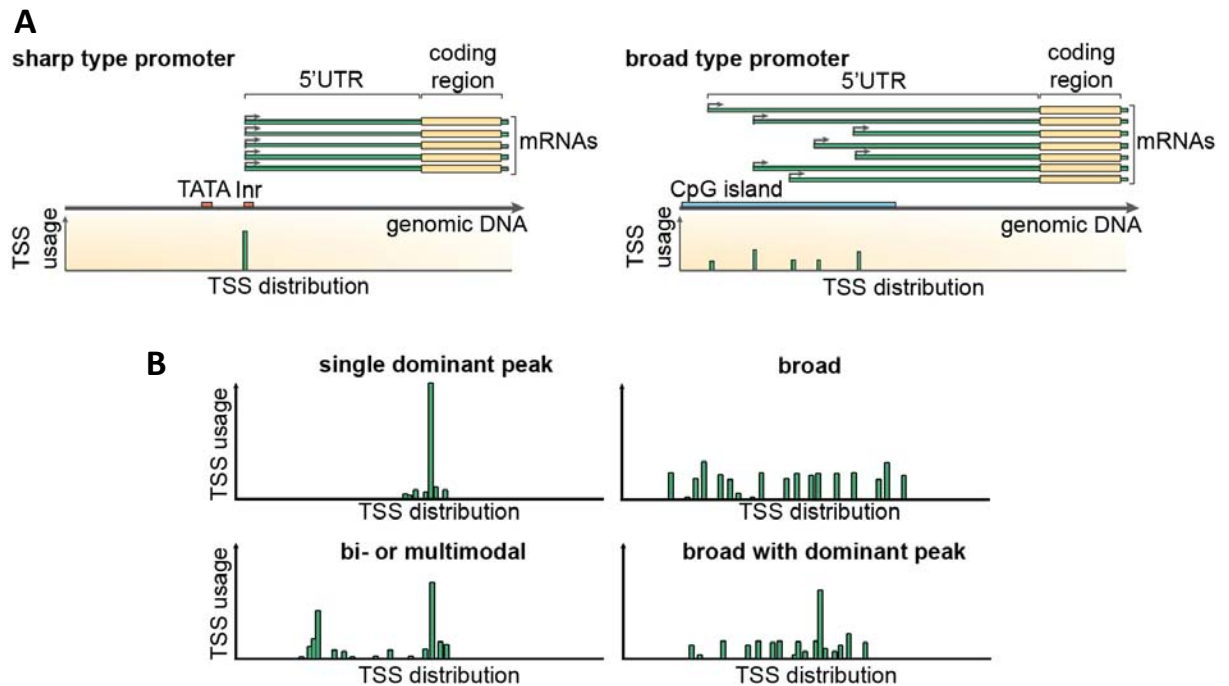 A
sharp type promoter
5'UTR
coding
region
mRNAs
TATA Inr
genomic DNA
TSS
usage
TSS distribution
broad type promoter
5'UTR
coding
region
mRNAs
CpG island
genomic DNA
TSS
usage
TSS distribution
B
single dominant peak
TSS usage
TSS distribution
broad
TSS distribution
bi- or multimodal
TSS usage
TSS distribution
broad with dominant peak
TSS distribution